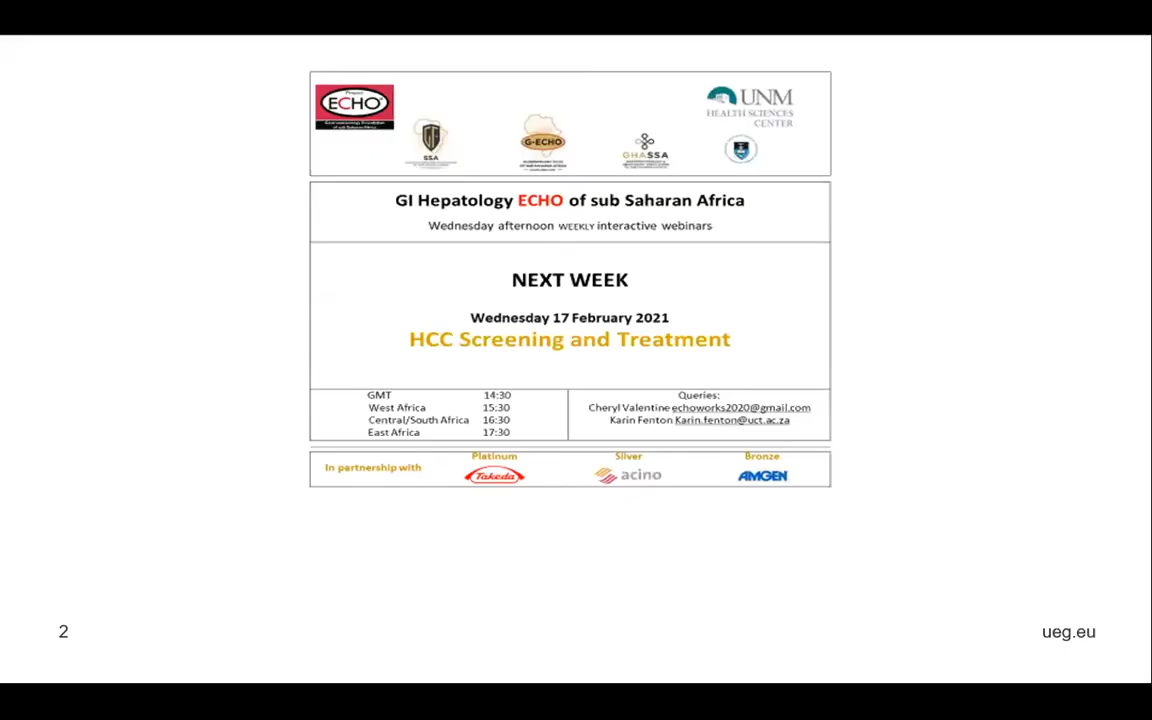 Project
ECHO
SSA
G-ECHO
GHASSA
UNM
HEALTH SCIENCES
CENTER
GI Hepatology ECHO of sub Saharan Africa
Wednesday afternoon WEEKLY interactive webinars
NEXT WEEK
Wednesday 17 February 2021
HCC Screening and Treatment
GMT 14:30
West Africa 15:30
Central/South Africa 16:30
East Africa 17:30
Queries:
Cheryl Valentine echoworks2020@gmail.com
Karin Fenton Karin.fenton@uct.ac.za
In partnership with
Platinum
Takeda
Silver
acino
Bronze
AMGEN
2
ueg.eu